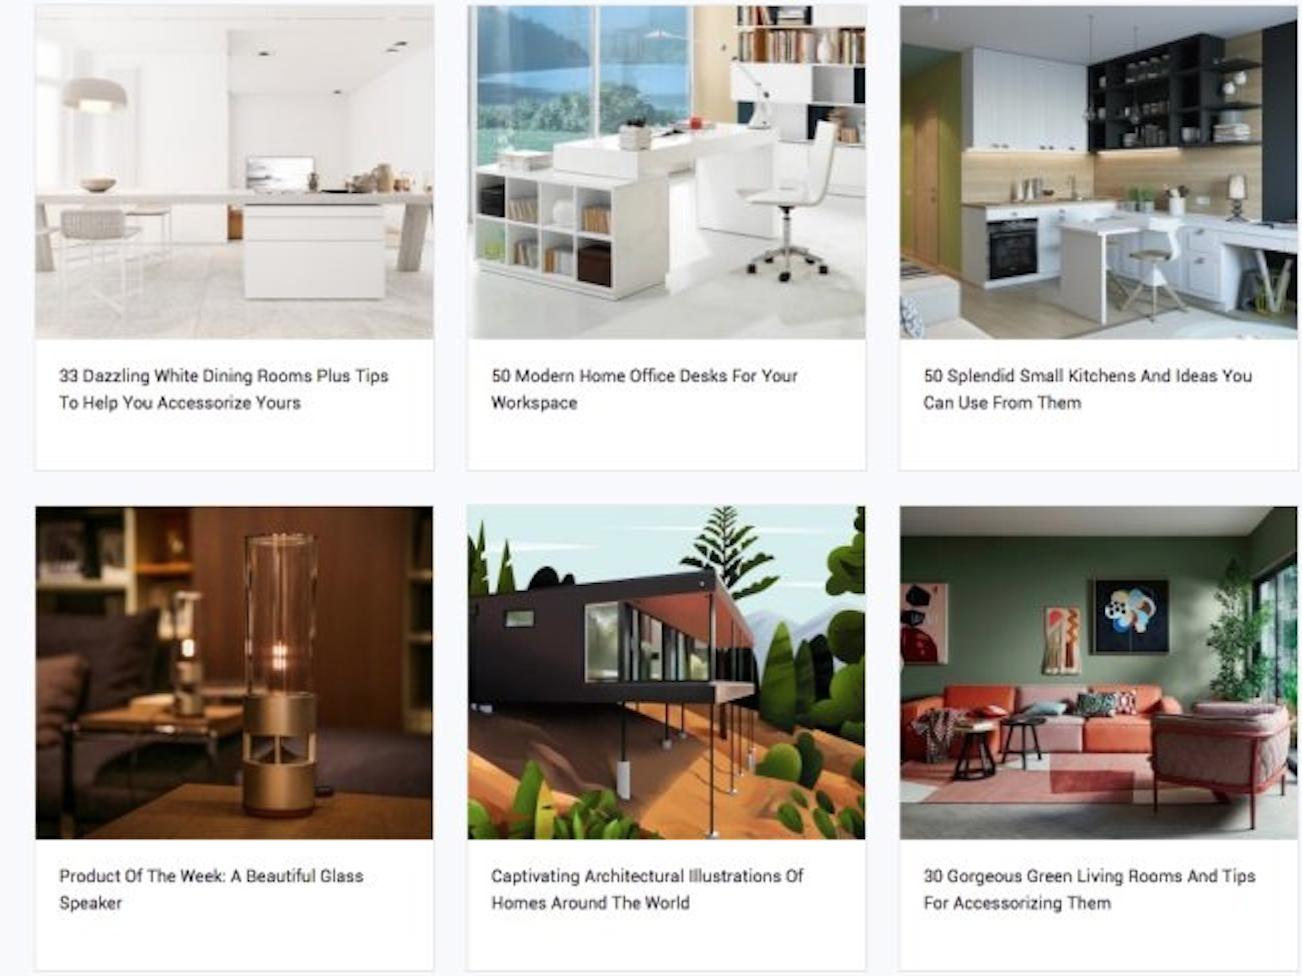 33 Dazzling White Dining Rooms Plus Tips
To Help You Accessorize Yours
50 Modern Home Office Desks For Your
Workspace
50 Splendid Small Kitchens And Ideas You
Can Use From Them
Product Of The Week: A Beautiful Glass
Speaker
Captivating Architectural Illustrations Of
Homes Around The World
30 Gorgeous Green Living Rooms And Tips
For Accessorizing Them